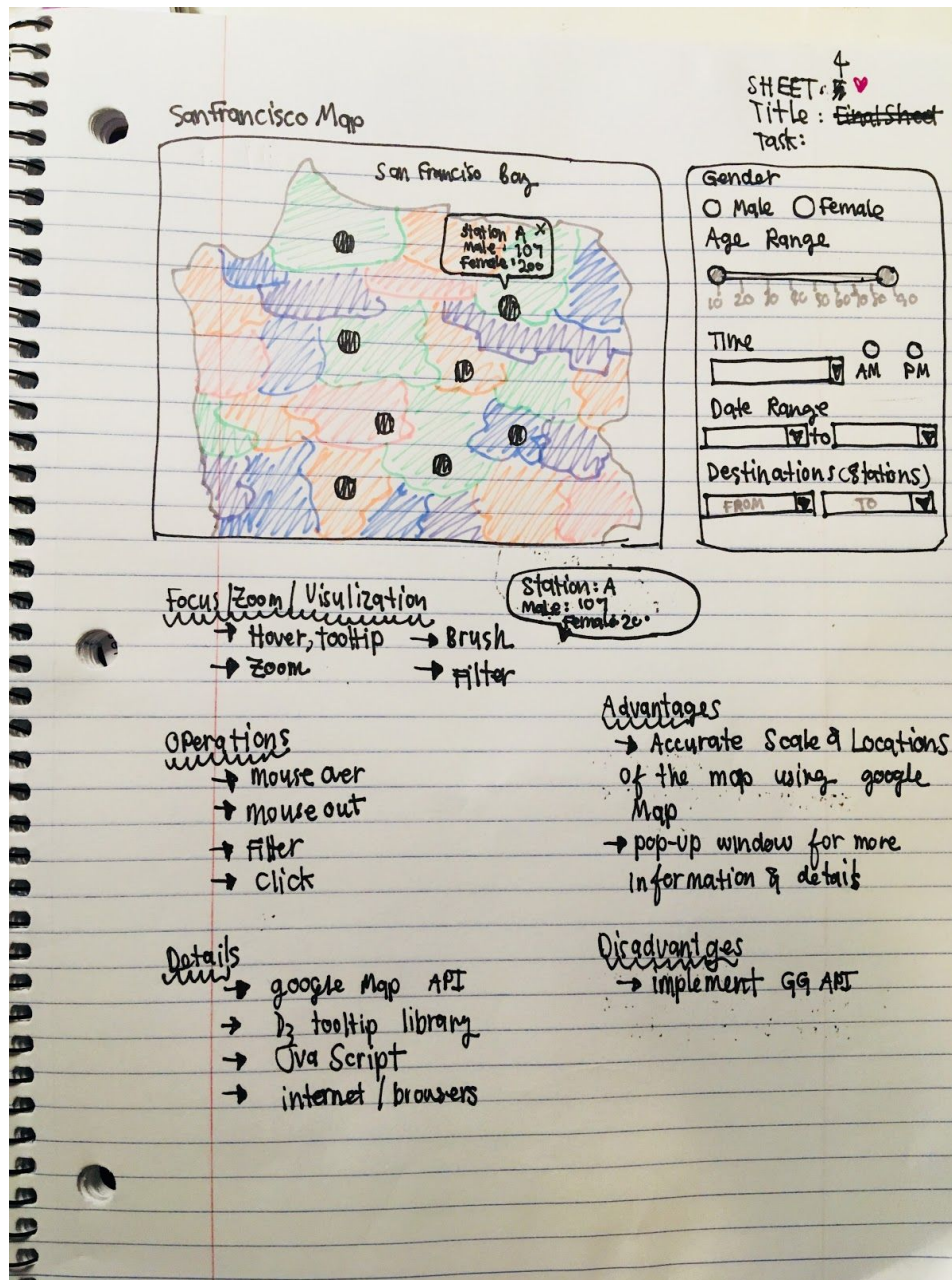 4
SHEET: 5
Title : Final Sheet
Task:
SanFrancisco Map
San Francisco Bay
Station A X
Male : 107
Female : 200
Gender
Male Female
Age Range
10 20 30 40 50 60 70 80 90
Time
AM PM
Date Range
to
Destinations (Stations)
FROM TO
Focus/Zoom/Visulization
→ Hover, tooltip → Brush
→ Zoom → Filter
Station: A
Male: 107
Female 200
Operations
→ mouse over
→ mouse out
→ Filter
→ Click
Advantages
→ Accurate Scale & Locations
of the map using google
Map
→ pop-up window for more
information & details
Details
→ google Map API
→ D3 tooltip library
→ Jva Script
→ internet / browsers
Disadvantges
→ implement GG API